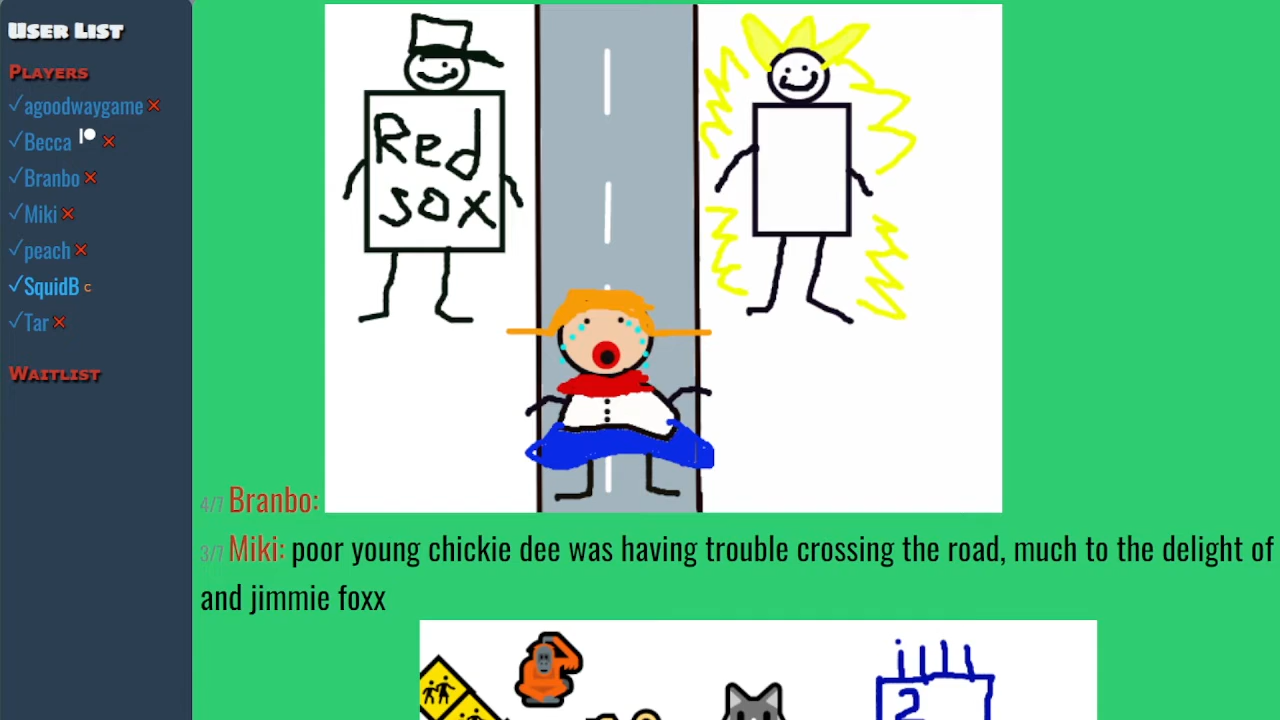 User List
Players
✓agoodwaygame ×
✓Becca ×
✓Branbo ×
✓Miki ×
✓peach ×
✓SquidB c
✓Tar ×
Waitlist
Red
SOX
4/7 Branbo:
3/7 Miki: poor young chickie dee was having trouble crossing the road, much to the delight of
and jimmie foxx
2